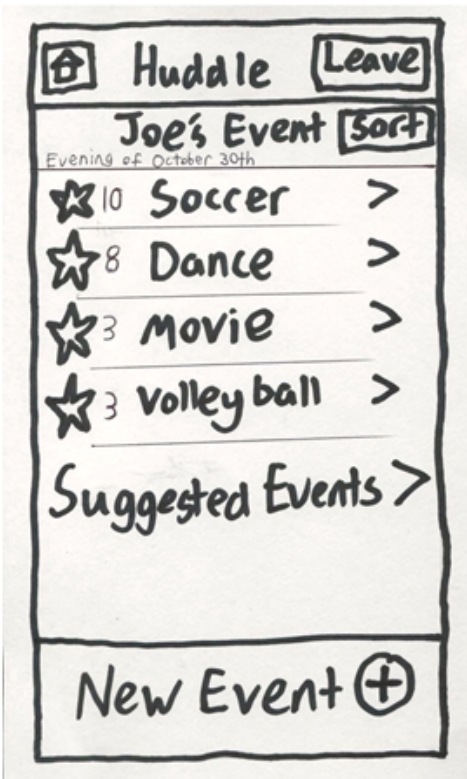 Huddle Leave
Joe's Event Sort
Evening of October 30th
10 Soccer >
8 Dance >
3 Movie >
3 Volleyball >
Suggested Events >
New Event +